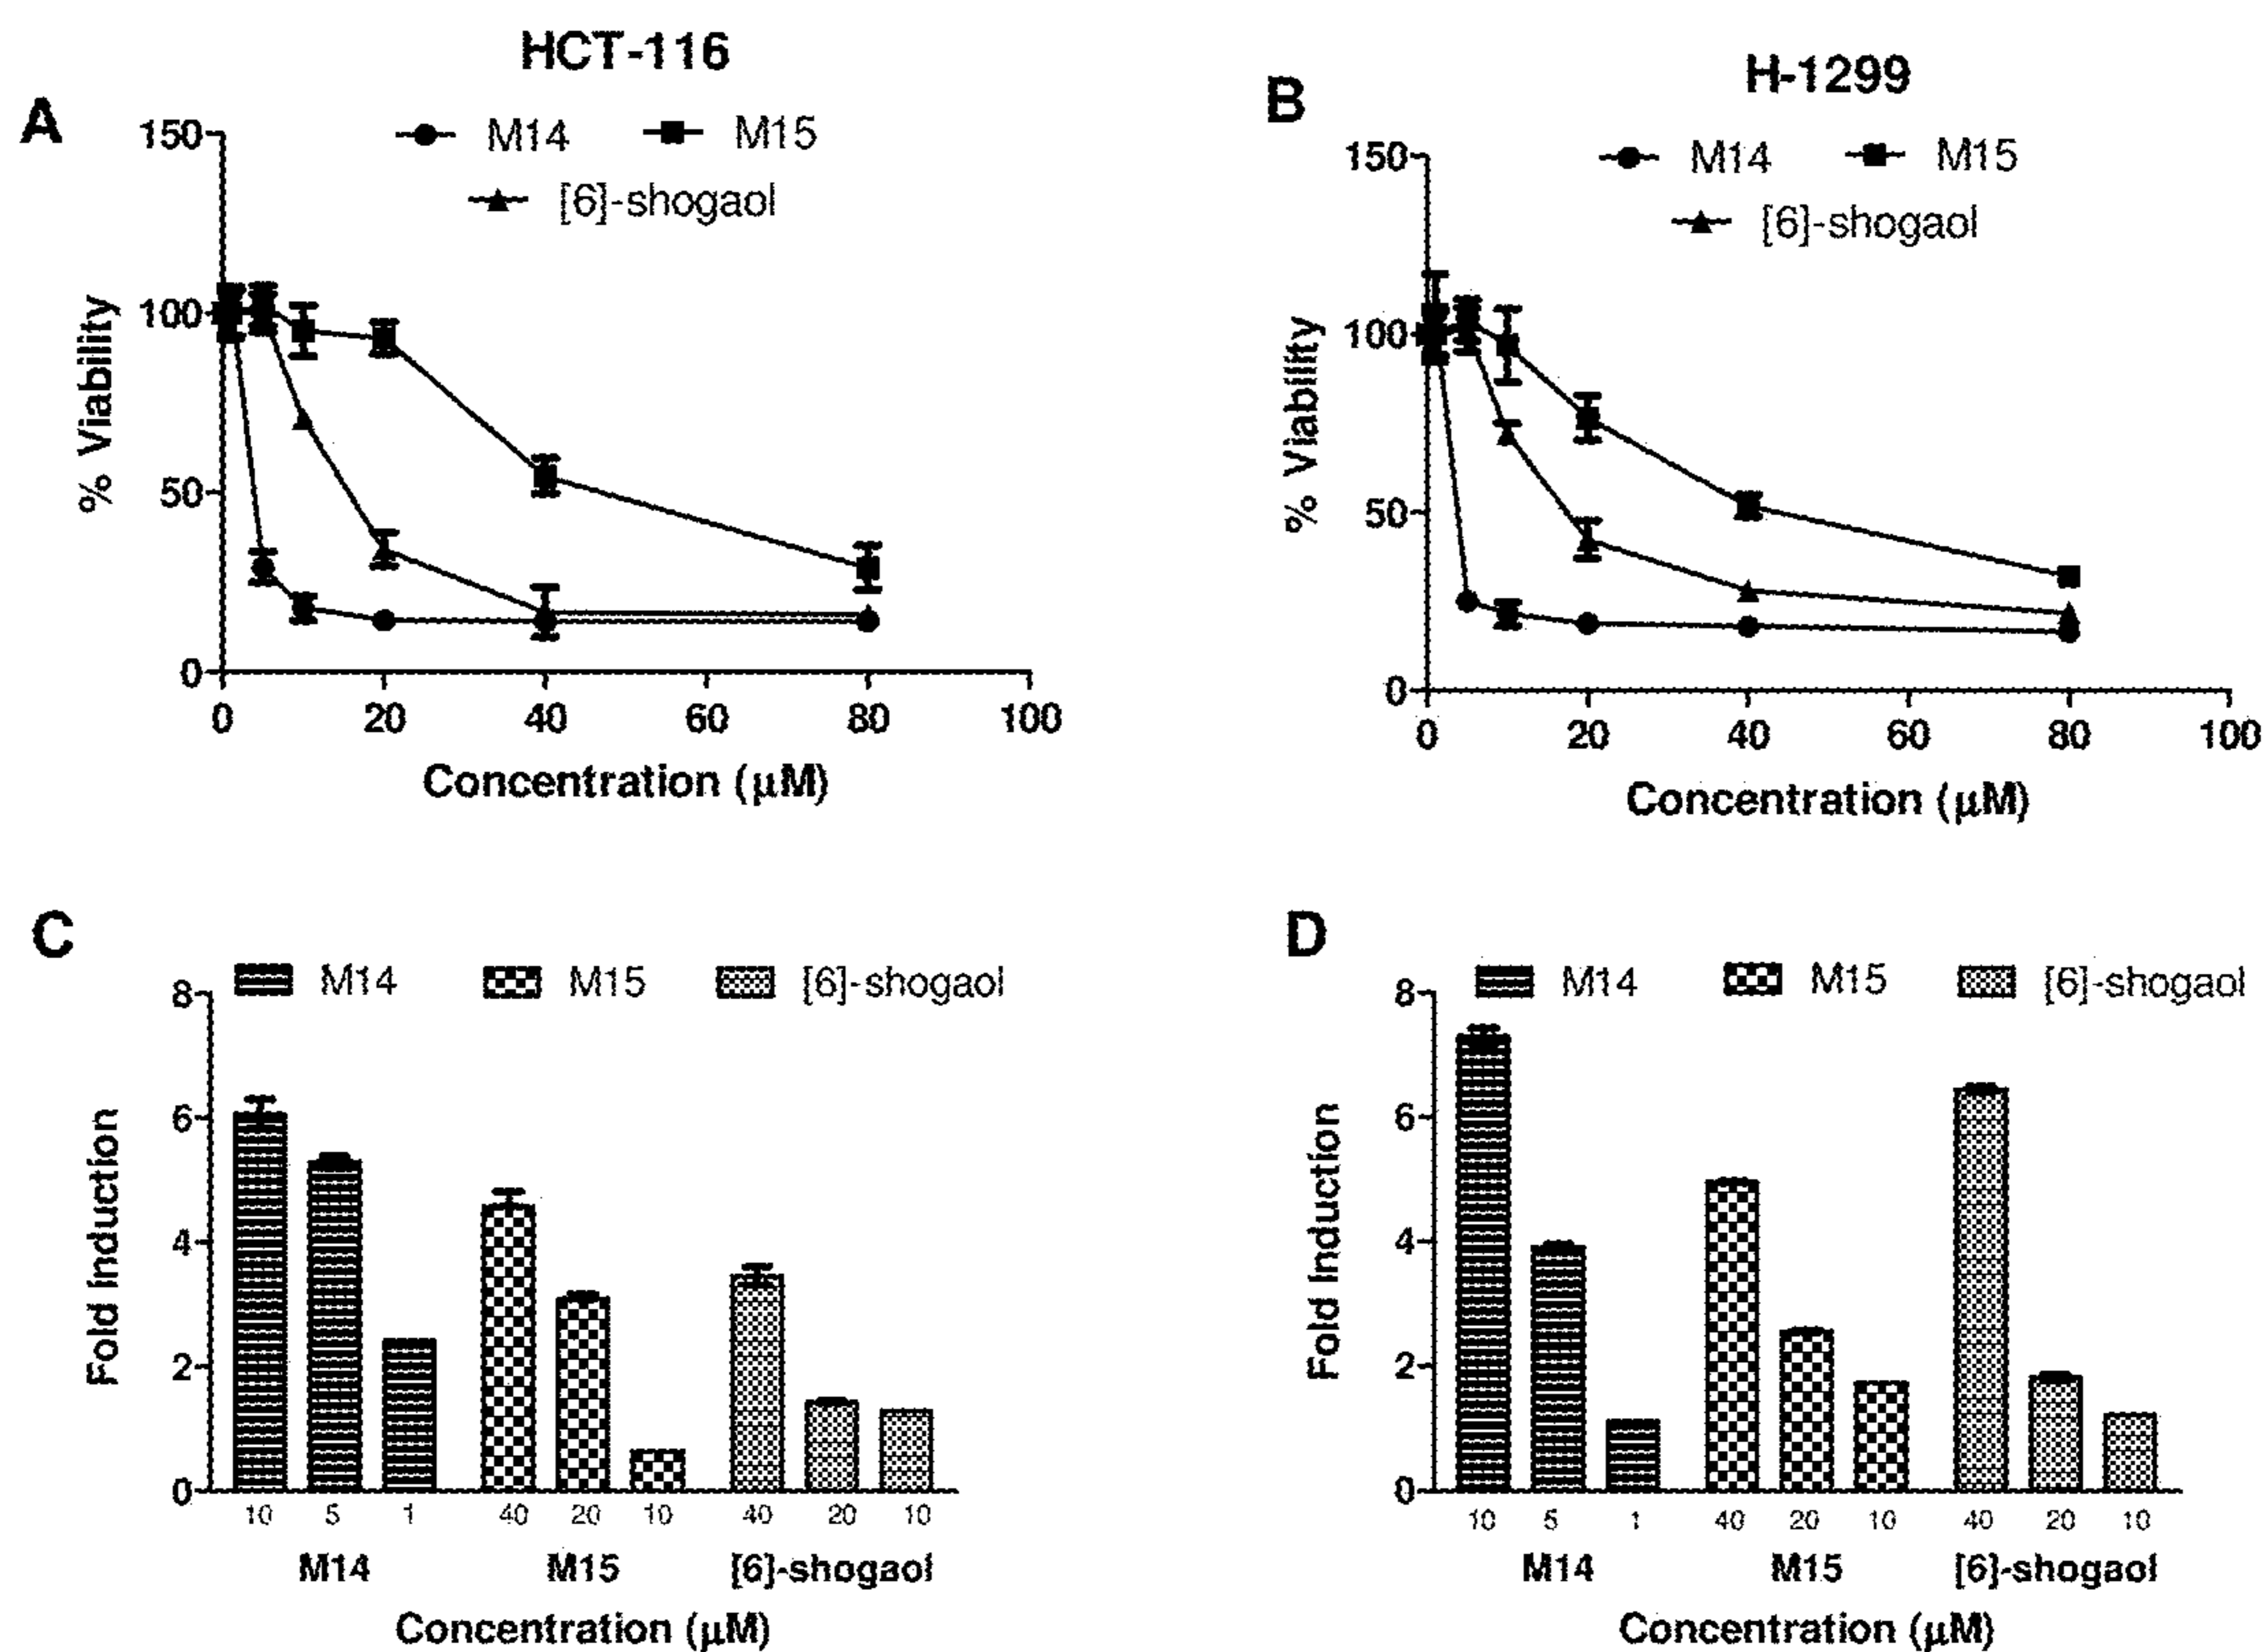 HCT-116
A
M14 M15
[6]-shogaol
150
100
50
0
% Viability
0 20 40 60 80 100
Concentration (µM)
H-1299
B
M14 M15
[6]-shogaol
150
100
50
0
% Viability
0 20 40 60 80 100
Concentration (µM)
C
M14 M15 [6]-shogaol
8
6
4
2
0
Fold Induction
10 5 1 40 20 10 40 20 10
M14 M15 [6]-shogaol
Concentration (µM)
D
M14 M15 [6]-shogaol
8
6
4
2
0
Fold Induction
10 5 1 40 20 10 40 20 10
M14 M15 [6]-shogaol
Concentration (µM)